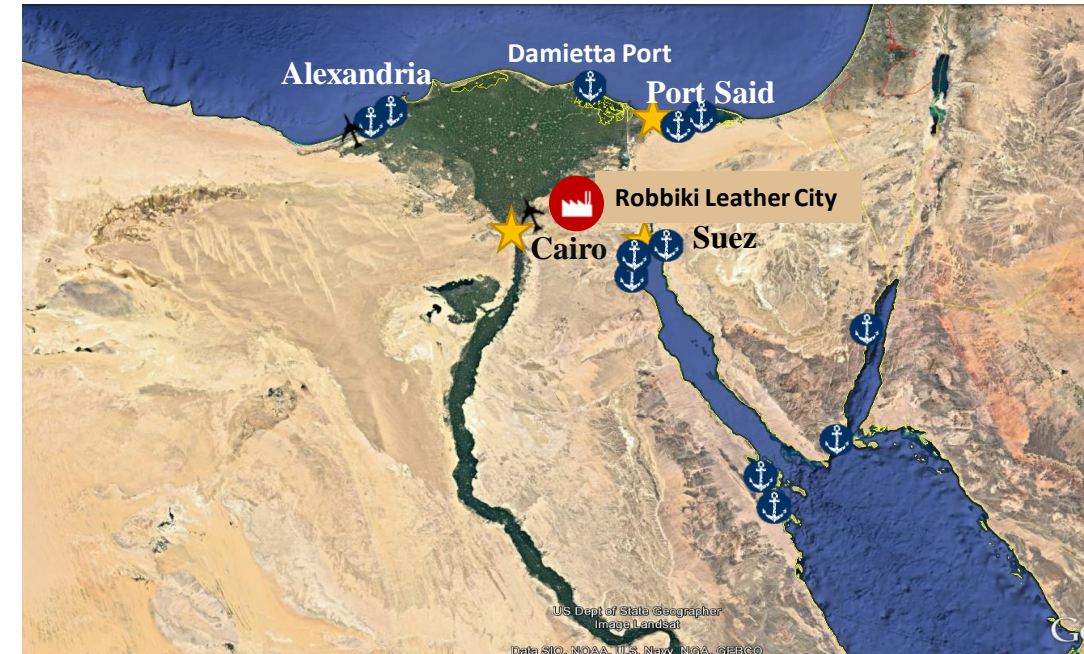 Damietta Port
Alexandria
Port Said
Robbiki Leather City
Cairo
Suez
US Dept of State Geographer
Image Landsat
Data SIO, NOAA, U.S. Navy, NGA, GEBCO
G